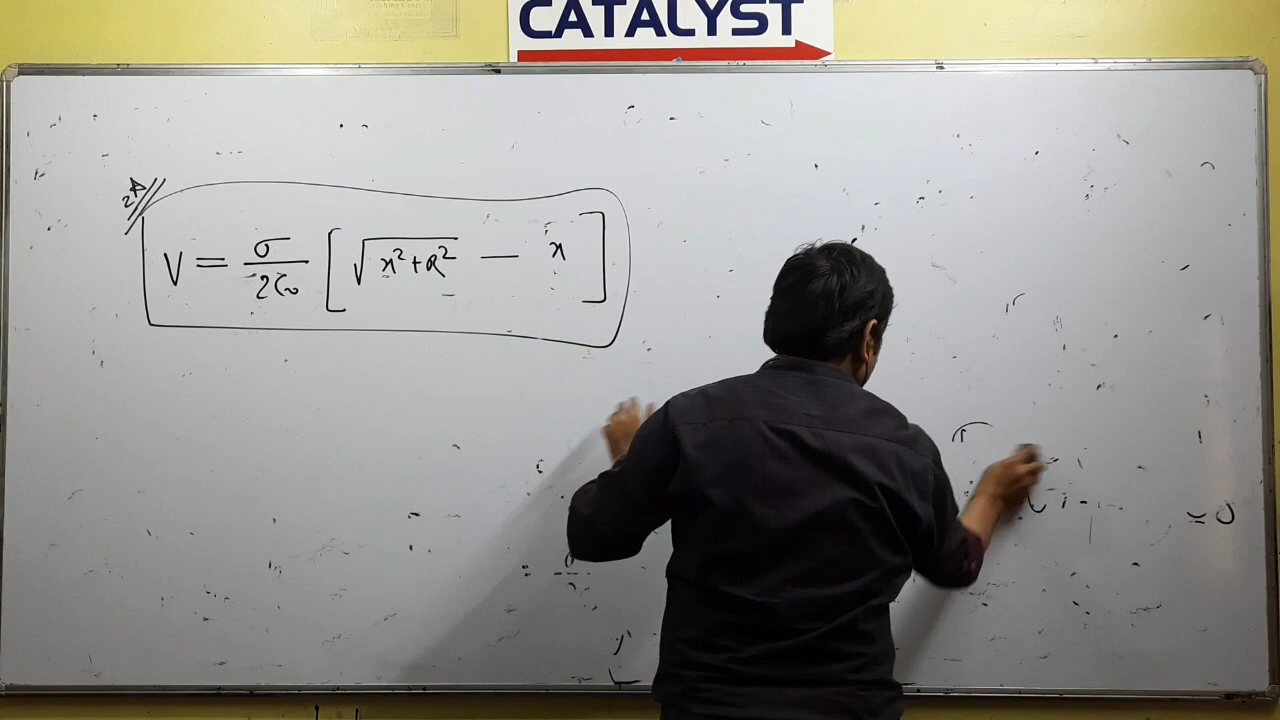 CATALYST
V = σ/2ε₀ [√x²+R² − x]